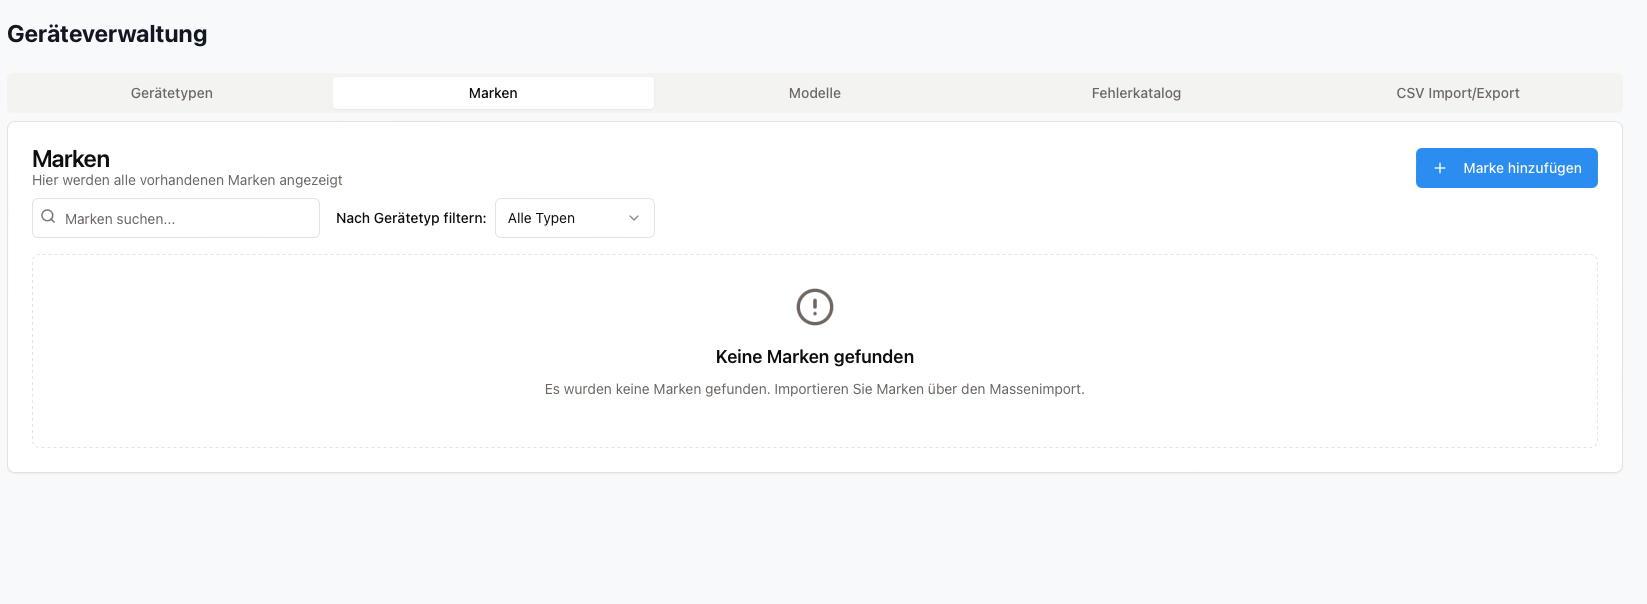 Geräteverwaltung
Gerätetypen
Marken
Modelle
Fehlerkatalog
CSV Import/Export
Marken
Hier werden alle vorhandenen Marken angezeigt
Marke hinzufügen
Marken suchen...
Nach Gerätetyp filtern:
Alle Typen
Keine Marken gefunden
Es wurden keine Marken gefunden. Importieren Sie Marken über den Massenimport.